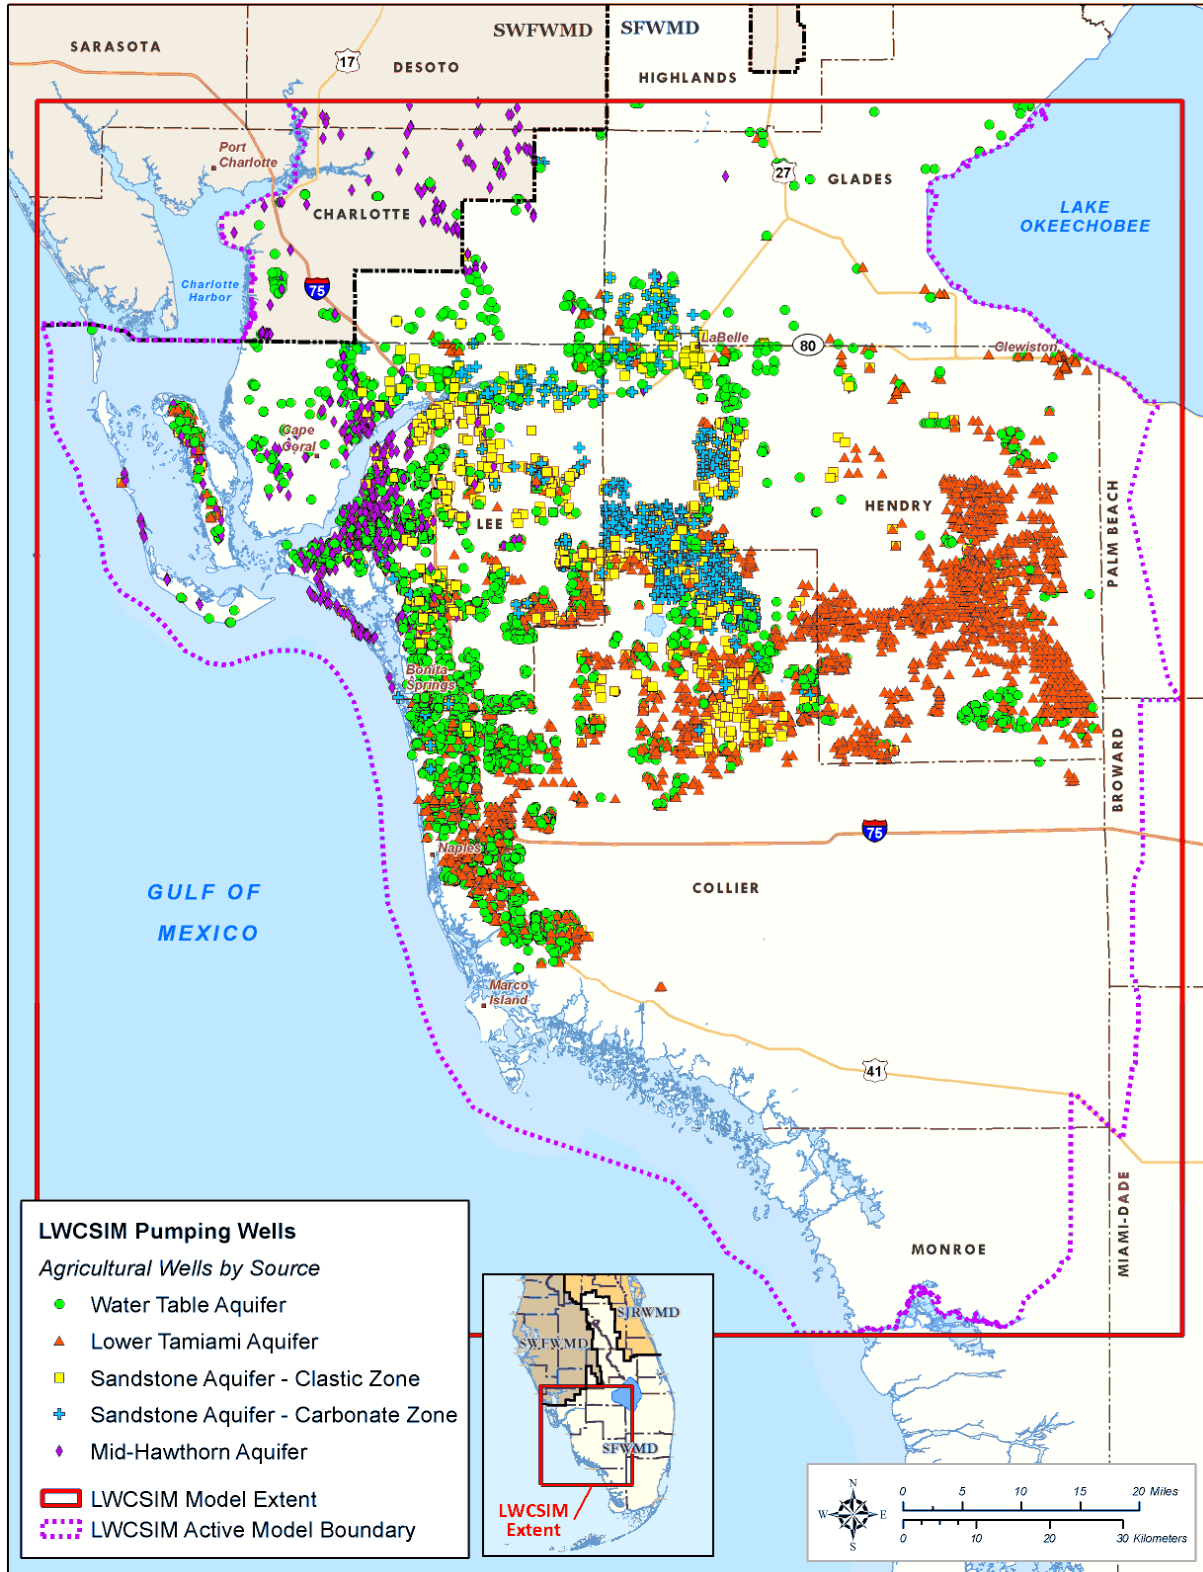 SWFWMD
SFWMD
SARASOTA
17
DESOTO
HIGHLANDS
Port
Charlotte
27
GLADES
CHARLOTTE
LAKE
OKEECHOBEE
Charlotte
Harbor
75
LaBelle
80
Clewiston
Cape
Coral
LEE
HENDRY
PALM BEACH
Bonita
Springs
BROWARD
75
Naples
COLLIER
GULF OF
MEXICO
Marco
Island
41
MIAMI-DADE
MONROE
LWCSIM Pumping Wells
Agricultural Wells by Source
Water Table Aquifer
Lower Tamiami Aquifer
Sandstone Aquifer - Clastic Zone
Sandstone Aquifer - Carbonate Zone
Mid-Hawthorn Aquifer
LWCSIM Model Extent
LWCSIM Active Model Boundary
SJRWMD
SWFWMD
SFWMD
LWCSIM
Extent
N
W
E
S
0 5 10 15 20 Miles
0 10 20 30 Kilometers